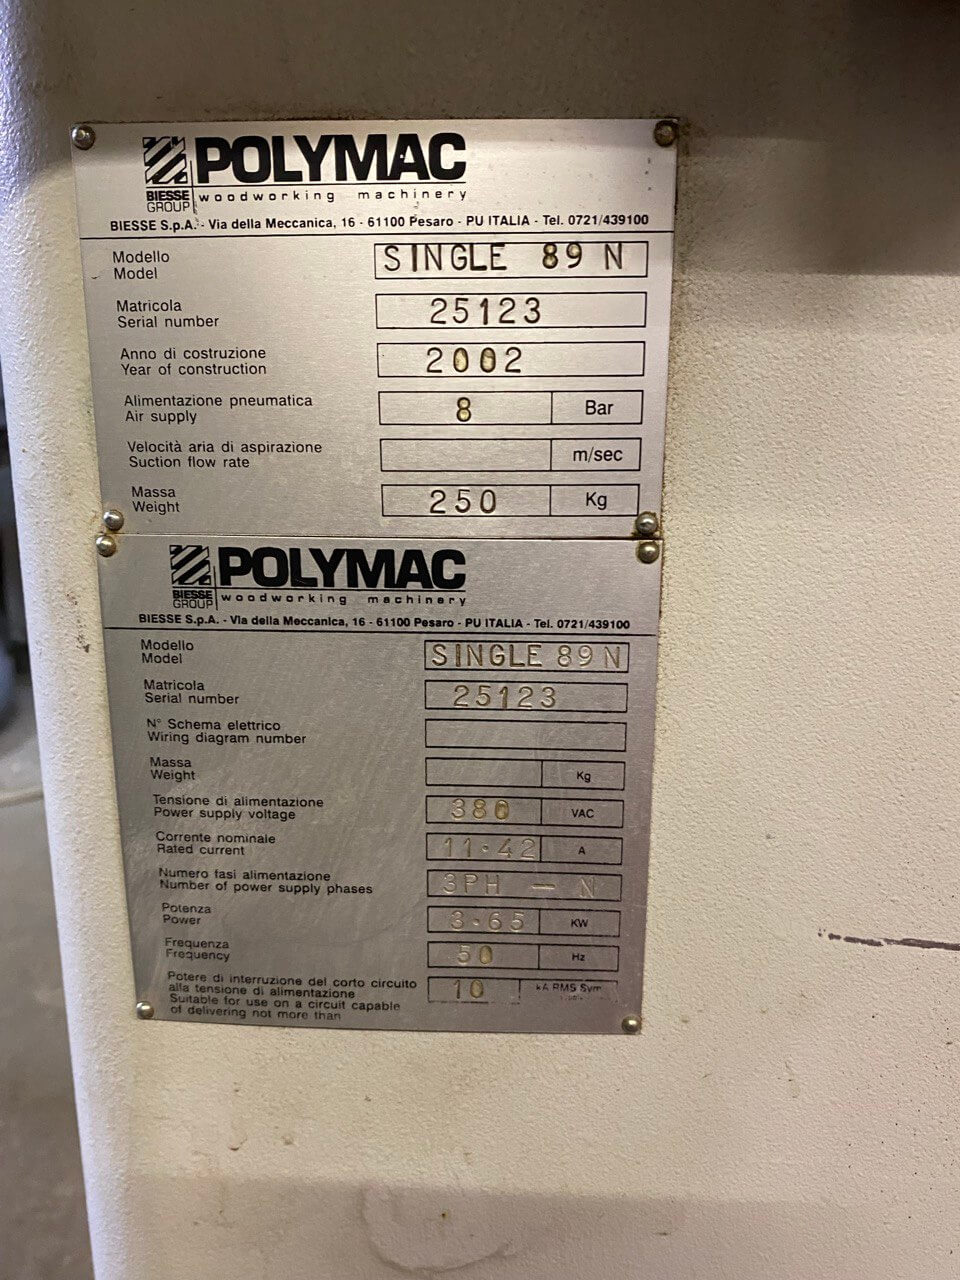 POLYMAC
BIESSE GROUP woodworking machinery
BIESSE S.p.A. - Via della Meccanica, 16 - 61100 Pesaro - PU ITALIA - Tel. 0721/439100
Modello
Model
SINGLE 89 N
Matricola
Serial number
25123
Anno di costruzione
Year of construction
2002
Alimentazione pneumatica
Air supply
8 Bar
Velocità aria di aspirazione
Suction flow rate
m/sec
Massa
Weight
250 Kg
POLYMAC
BIESSE GROUP woodworking machinery
BIESSE S.p.A. - Via della Meccanica, 16 - 61100 Pesaro - PU ITALIA - Tel. 0721/439100
Modello
Model
SINGLE 89 N
Matricola
Serial number
25123
N° Schema elettrico
Wiring diagram number
Massa
Weight
Kg
Tensione di alimentazione
Power supply voltage
380 VAC
Corrente nominale
Rated current
11.42 A
Numero fasi alimentazione
Number of power supply phases
3PH - N
Potenza
Power
3.65 KW
Frequenza
Frequency
50 Hz
Potere di interruzione del corto circuito
alla tensione di alimentazione
Suitable for use on a circuit capable
of delivering not more than
10 kA RMS Sym